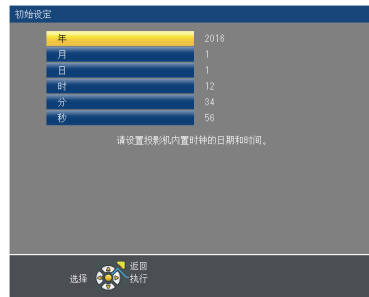 初始设定
年 2016
月 1
日 1
时 12
分 34
秒 56
请设置投影机内置时钟的日期和时间。
返回
选择 执行